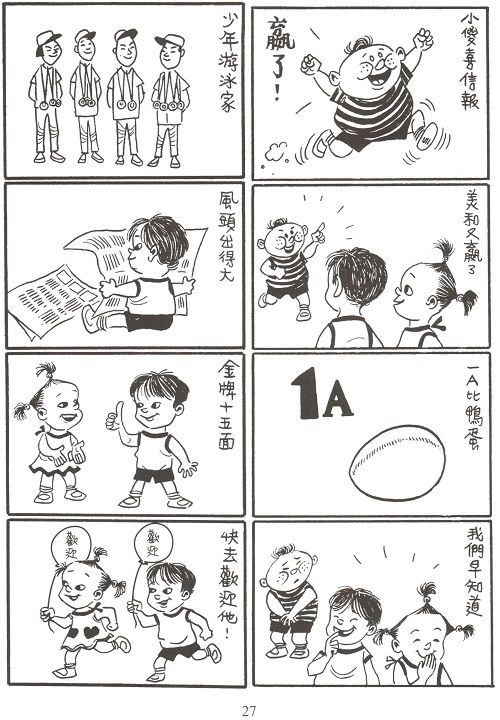 小傻喜信報
贏了！
美和又贏了
一A比鴨蛋
1A
我們早知道
少年游泳家
風頭出得大
金牌十五面
快去歡迎他！
歡迎
歡迎
27